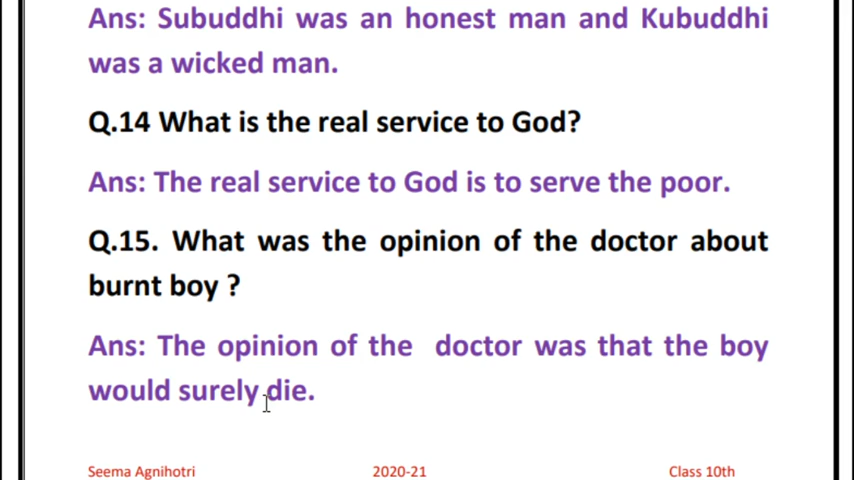 Ans: Subuddhi was an honest man and Kubuddhi
was a wicked man.
Q.14 What is the real service to God?
Ans: The real service to God is to serve the poor.
Q.15. What was the opinion of the doctor about
burnt boy ?
Ans: The opinion of the doctor was that the boy
would surely die.
Seema Agnihotri 2020-21 Class 10th